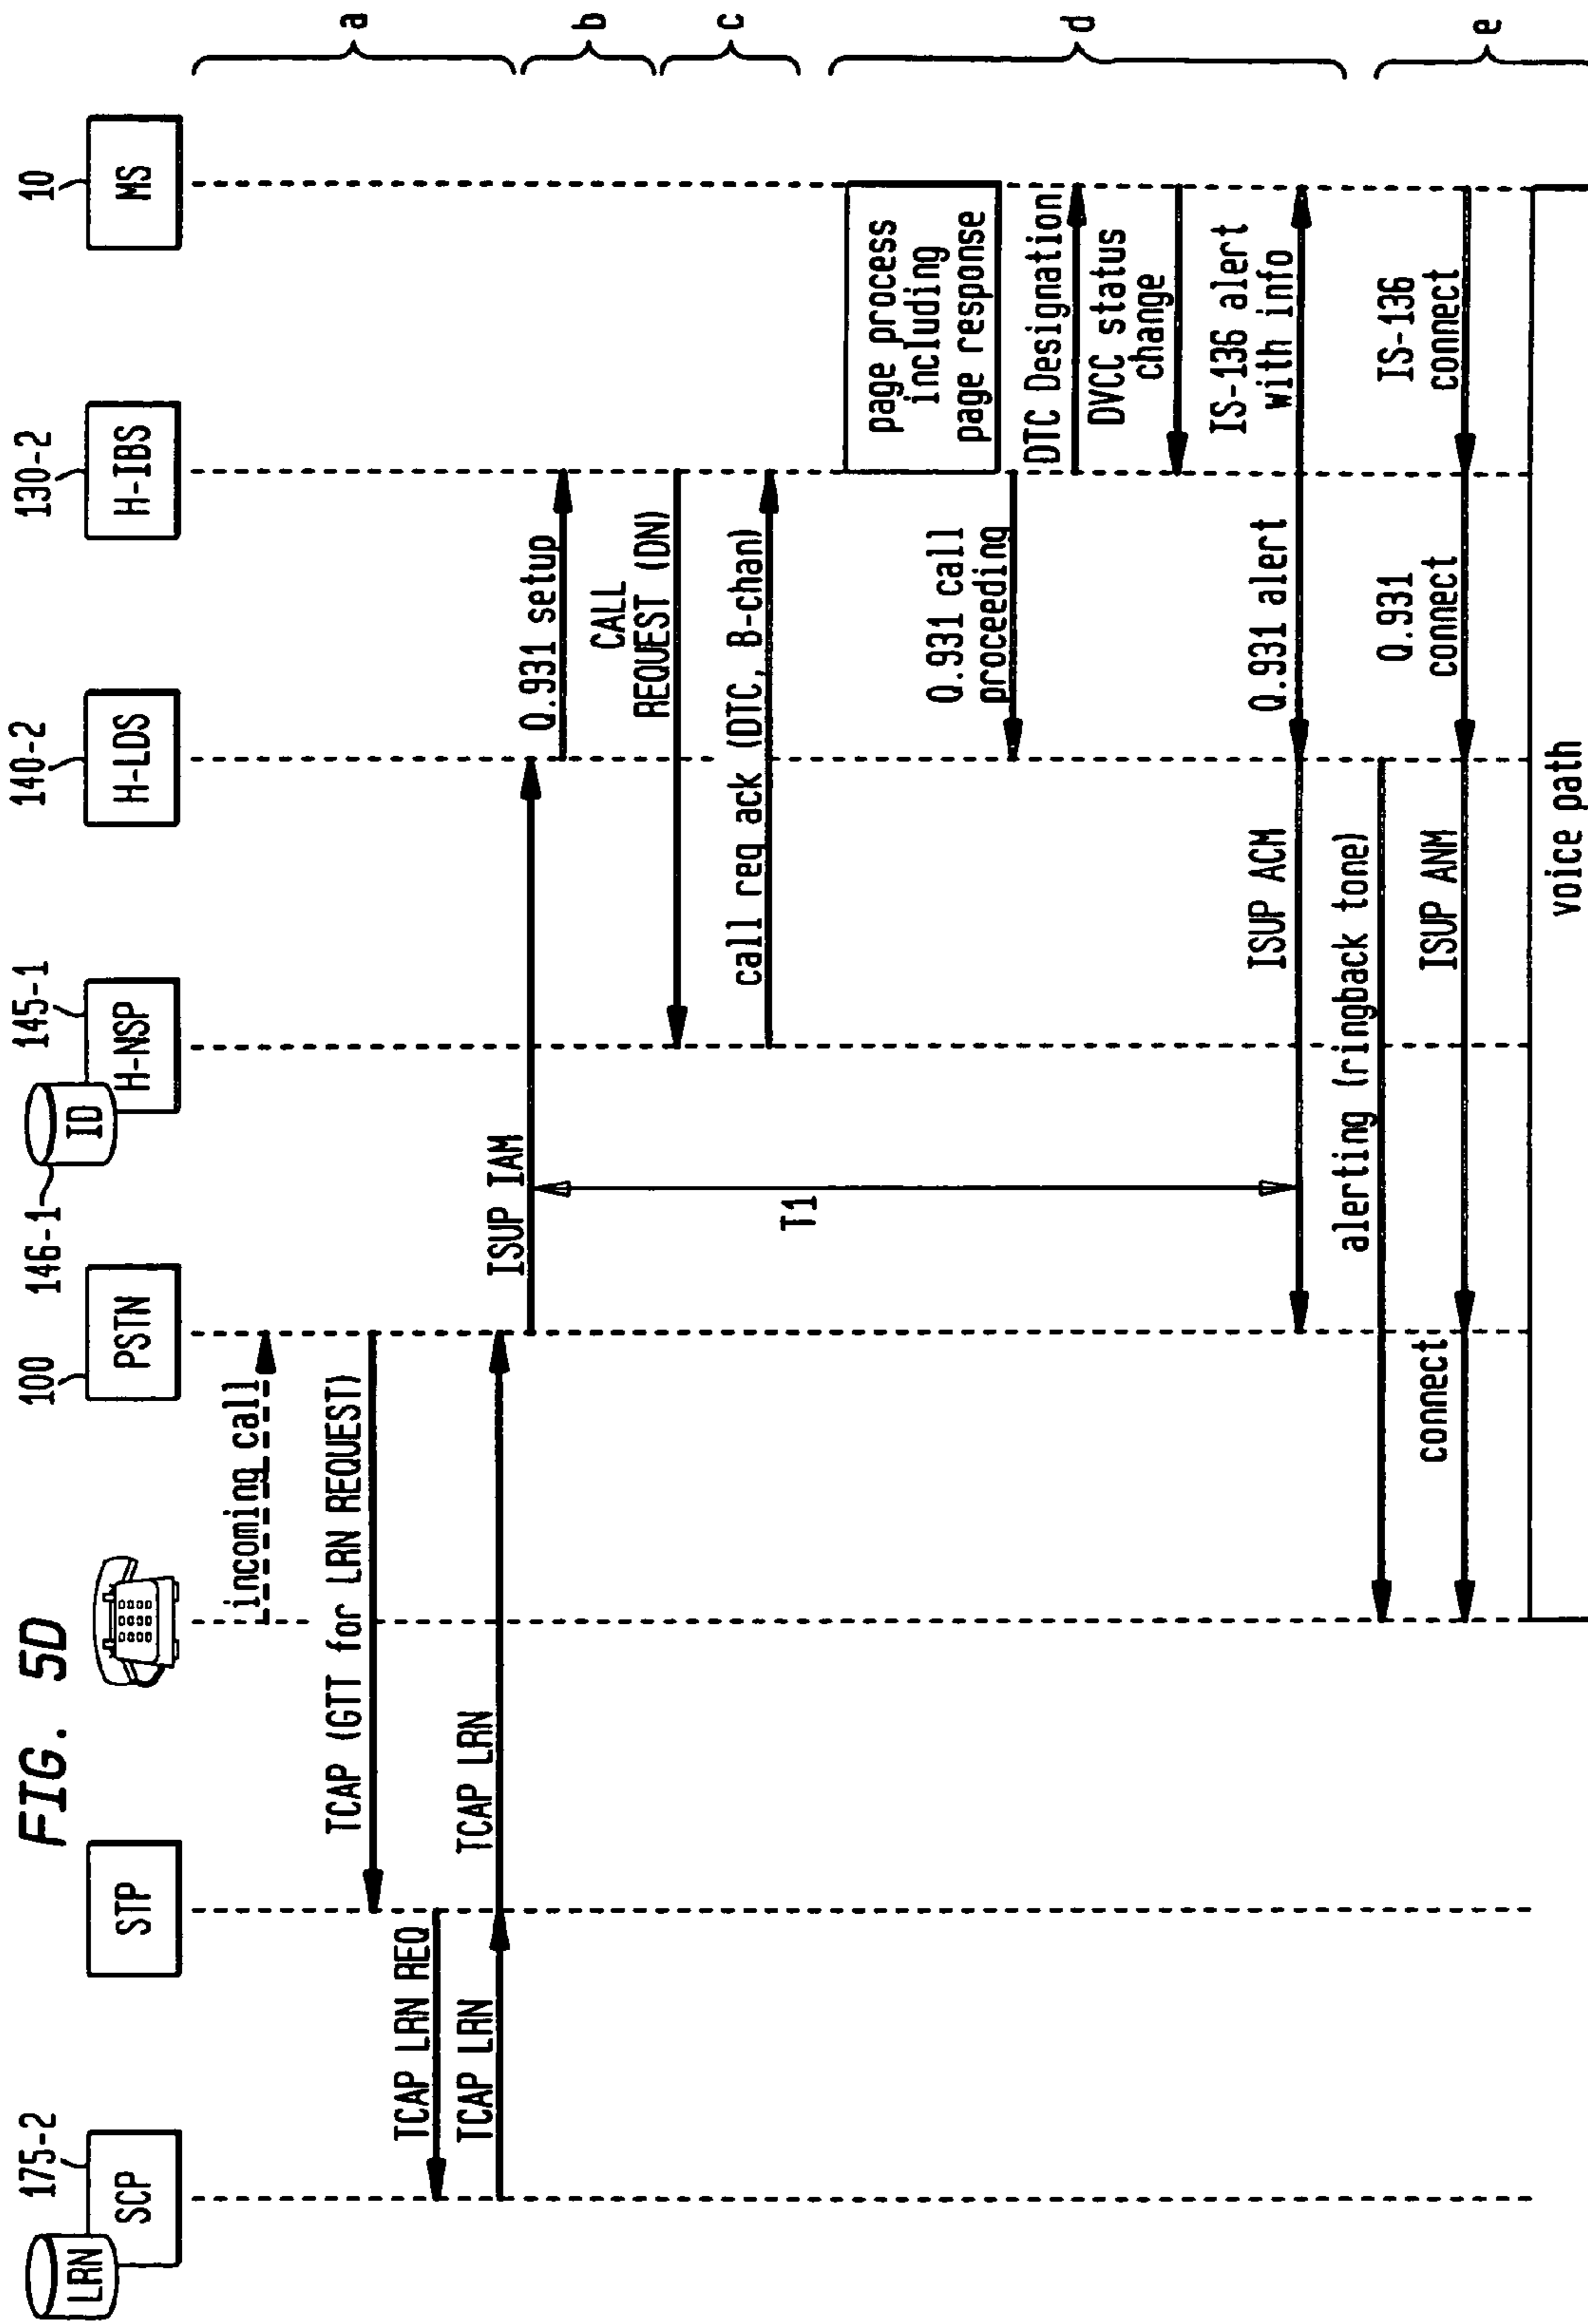 FIG. 5D
LRN
175-2
SCP
STP
100
PSTN
146-1
ID
145-1
H-NSP
140-2
H-LDS
130-2
H-IBS
10
MS
a
incoming call
TCAP (GTT for LRN REQUEST)
TCAP LRN REQ
TCAP LRN
TCAP LRN
b
ISUP IAM
Q.931 setup
c
CALL
REQUEST (DN)
call req ack (DTC, B-chan)
T1
d
page process
including
page response
Q.931 call
proceeding
DTC Designation
DVCC status
change
ISUP ACM
Q.931 alert
IS-136 alert
with info
e
alerting (ringback tone)
connect
ISUP ANM
Q.931
connect
IS-136
connect
voice path